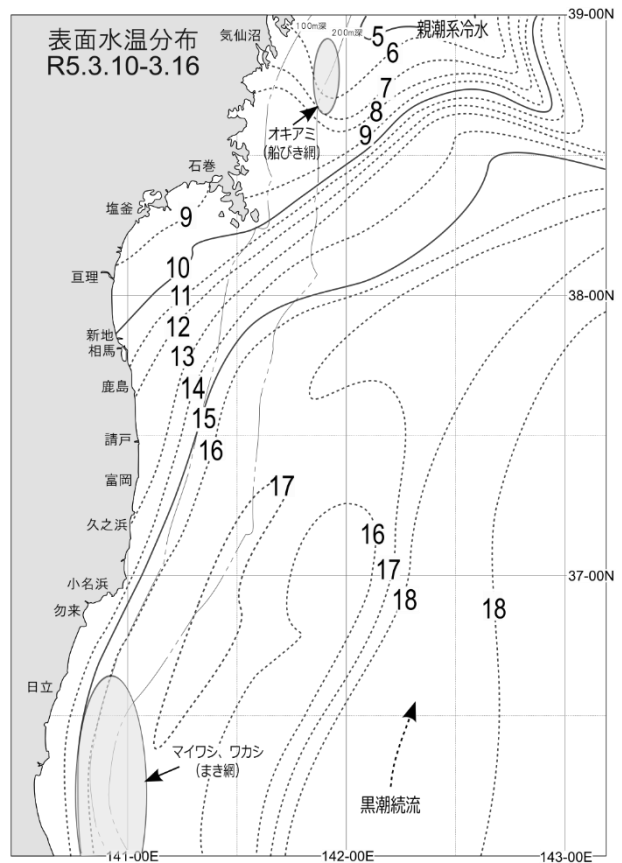 表面水温分布
R5.3.10-3.16
気仙沼
100m深
200m深
5
親潮系冷水
39-00N
6
7
8
9
オキアミ
(船びき網)
石巻
塩釜
9
亘理
10
11
38-00N
新地
12
相馬
13
鹿島
14
15
請戸
16
富岡
17
久之浜
16
小名浜
17
37-00N
勿来
18
18
日立
マイワシ、ワカシ
(まき網)
黒潮続流
141-00E
142-00E
143-00E